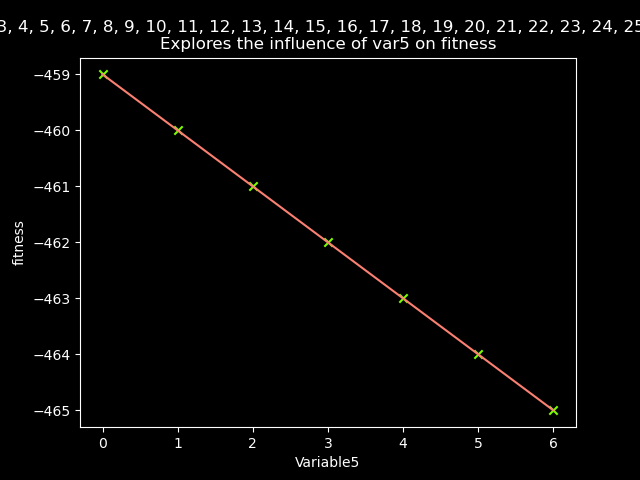 3, 4, 5, 6, 7, 8, 9, 10, 11, 12, 13, 14, 15, 16, 17, 18, 19, 20, 21, 22, 23, 24, 25
Explores the influence of var5 on fitness
−459
−460
−461
−462
−463
−464
−465
fitness
0 1 2 3 4 5 6
Variable5